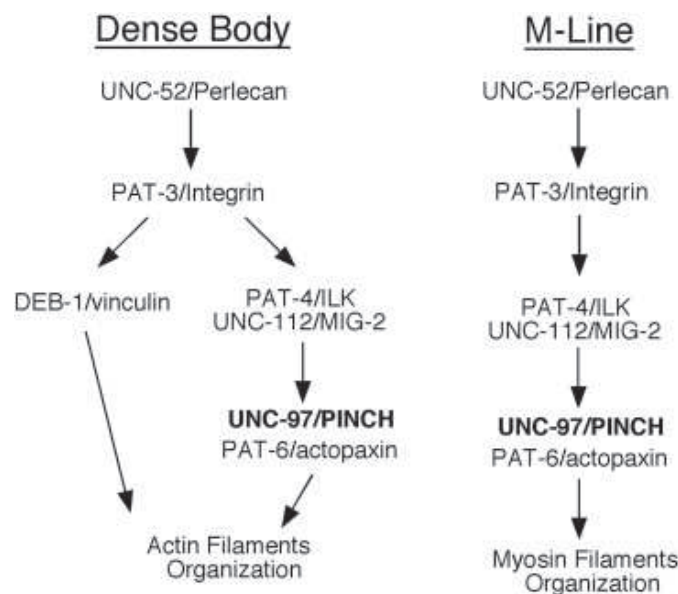 Dense Body
UNC-52/Perlecan
PAT-3/Integrin
DEB-1/vinculin
PAT-4/ILK
UNC-112/MIG-2
UNC-97/PINCH
PAT-6/actopaxin
Actin Filaments
Organization
M-Line
UNC-52/Perlecan
PAT-3/Integrin
PAT-4/ILK
UNC-112/MIG-2
UNC-97/PINCH
PAT-6/actopaxin
Myosin Filaments
Organization